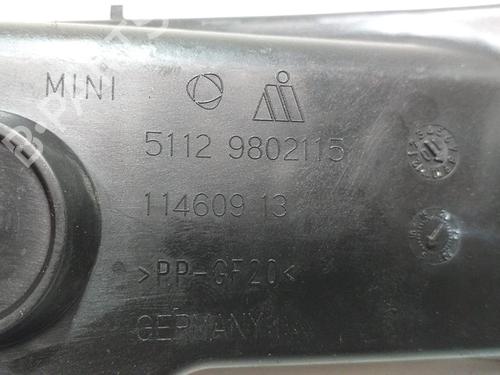 MINI
5112 9802115
114609 13
>PP-GF20<
GERMANY